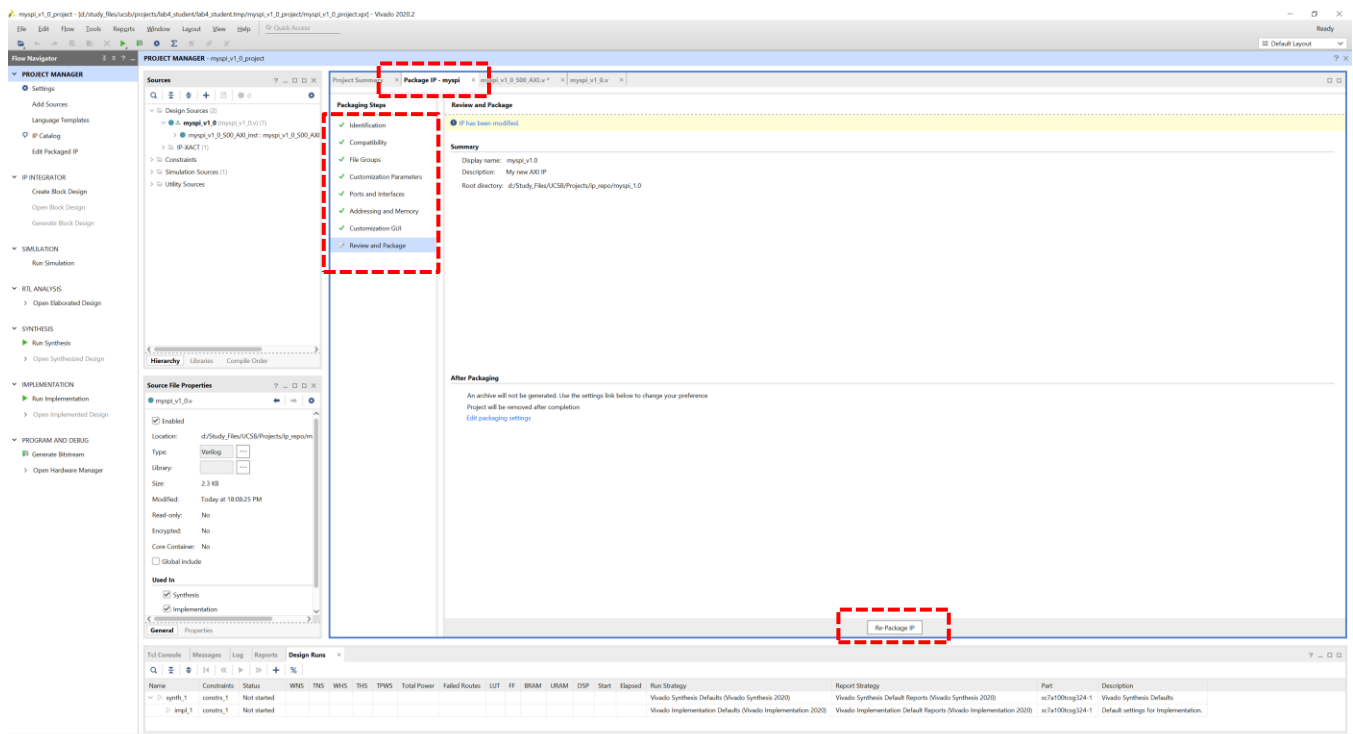 myspi_v1_0_project - [d:/study_files/ucsb/projects/lab4_student/lab4_student.tmp/myspi_v1_0_project/myspi_v1_0_project.xpr] - Vivado 2020.2
File Edit Flow Tools Reports Window Layout View Help Quick Access
Ready
Default Layout
Flow Navigator
PROJECT MANAGER - myspi_v1_0_project
PROJECT MANAGER
Settings
Add Sources
Language Templates
IP Catalog
Edit Packaged IP
IP INTEGRATOR
Create Block Design
Open Block Design
Generate Block Design
SIMULATION
Run Simulation
RTL ANALYSIS
Open Elaborated Design
SYNTHESIS
Run Synthesis
Open Synthesized Design
IMPLEMENTATION
Run Implementation
Open Implemented Design
PROGRAM AND DEBUG
Generate Bitstream
Open Hardware Manager
Sources
0
Design Sources (2)
myspi_v1_0 (myspi_v1_0.v) (1)
myspi_v1_0_S00_AXI_inst : myspi_v1_0_S00_AXI
IP-XACT (1)
Constraints
Simulation Sources (1)
Utility Sources
Hierarchy Libraries Compile Order
Source File Properties
myspi_v1_0.v
Enabled
Location: d:/Study_Files/UCSB/Projects/ip_repo/m
Type: Verilog
Library:
Size: 2.3 KB
Modified: Today at 18:08:25 PM
Read-only: No
Encrypted: No
Core Container: No
Global include
Used In
Synthesis
Implementation
General Properties
Project Summary Package IP - myspi myspi_v1_0_S00_AXI.v * myspi_v1_0.v
Packaging Steps
Identification
Compatibility
File Groups
Customization Parameters
Ports and Interfaces
Addressing and Memory
Customization GUI
Review and Package
Review and Package
IP has been modified.
Summary
Display name: myspi_v1.0
Description: My new AXI IP
Root directory: d:/Study_Files/UCSB/Projects/ip_repo/myspi_1.0
After Packaging
An archive will not be generated. Use the settings link below to change your preference
Project will be removed after completion
Edit packaging settings
Re-Package IP
Tcl Console Messages Log Reports Design Runs
Name Constraints Status WNS TNS WHS THS TPWS Total Power Failed Routes LUT FF BRAM URAM DSP Start Elapsed Run Strategy Report Strategy Part Description
synth_1 constrs_1 Not started Vivado Synthesis Defaults (Vivado Synthesis 2020) Vivado Synthesis Default Reports (Vivado Synthesis 2020) xc7a100tcsg324-1 Vivado Synthesis Defaults
impl_1 constrs_1 Not started Vivado Implementation Defaults (Vivado Implementation 2020) Vivado Implementation Default Reports (Vivado Implementation 2020) xc7a100tcsg324-1 Default settings for Implementation.